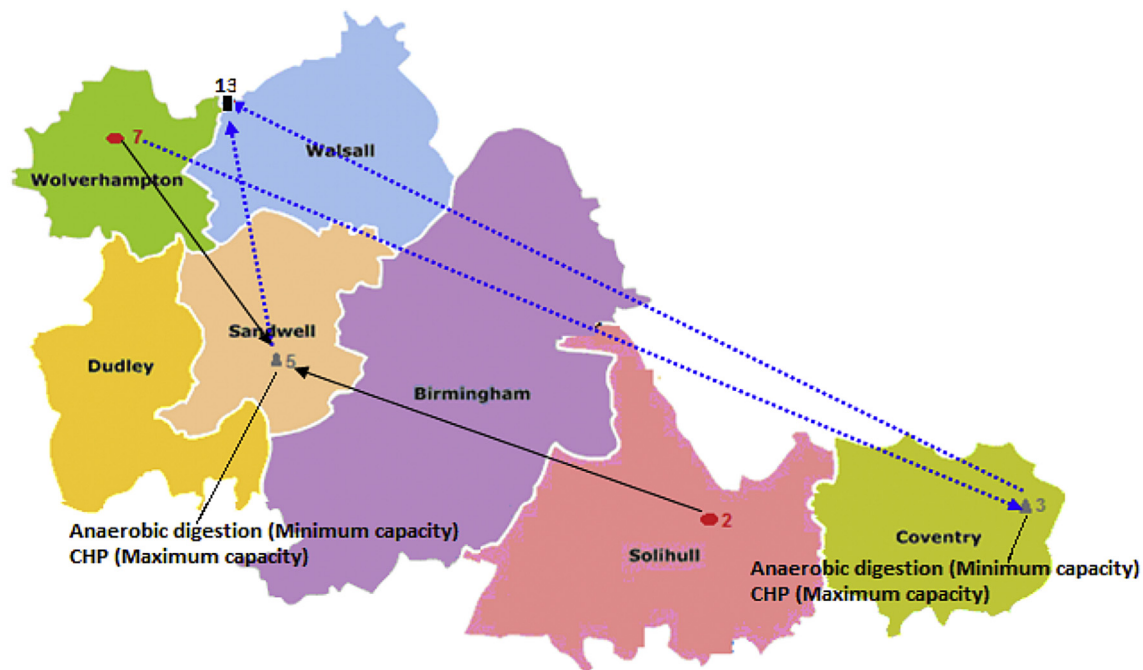 13
7
Walsall
Wolverhampton
Sandwell
5
Dudley
Birmingham
3
2
Anaerobic digestion (Minimum capacity)
CHP (Maximum capacity)
Solihull
Coventry
Anaerobic digestion (Minimum capacity)
CHP (Maximum capacity)